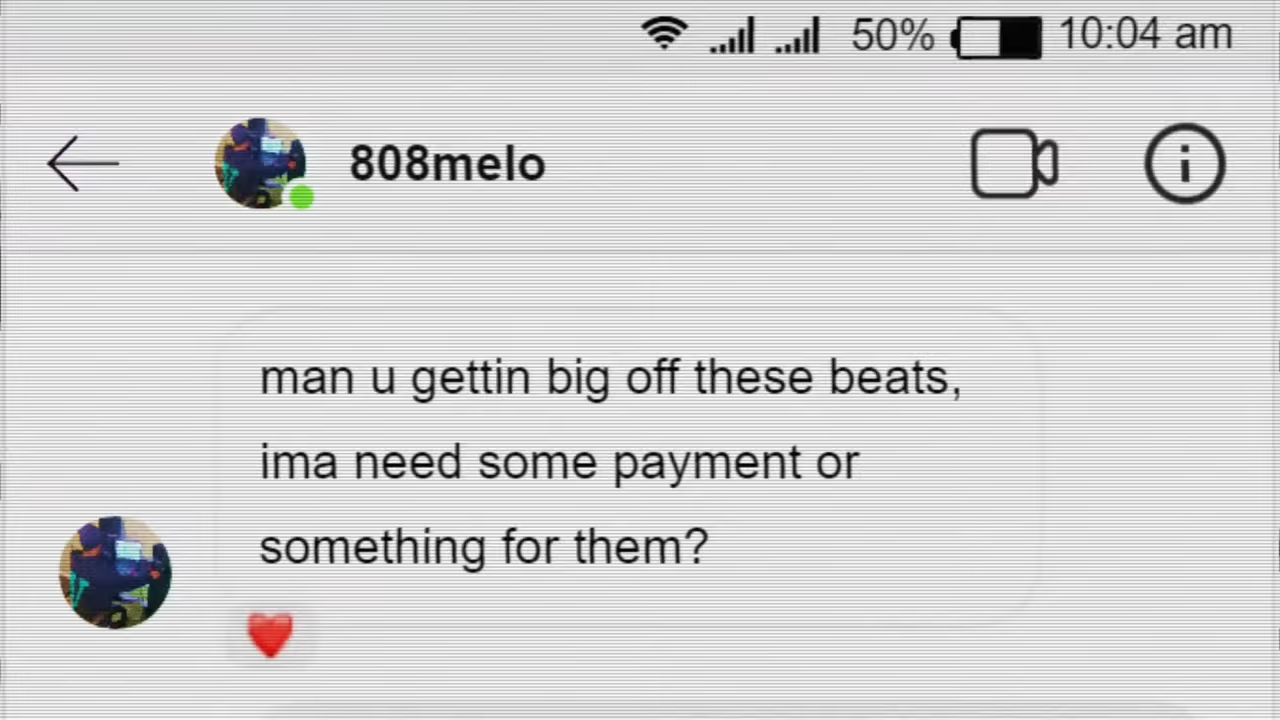 50% 10:04 am
808melo
man u gettin big off these beats,
ima need some payment or
something for them?